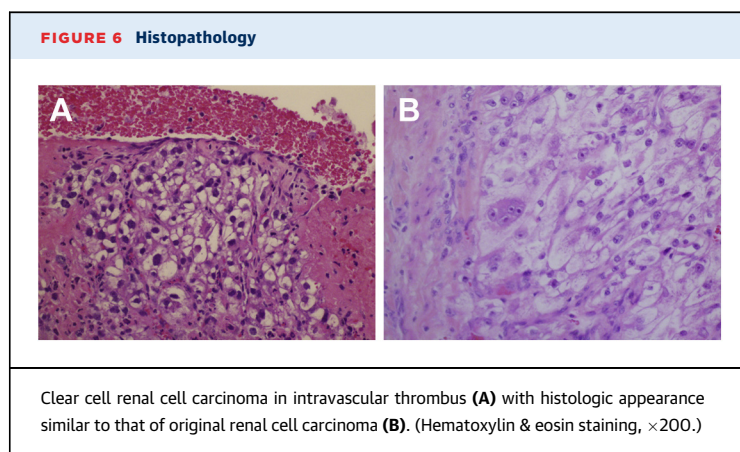 FIGURE 6 Histopathology
A
B
Clear cell renal cell carcinoma in intravascular thrombus (A) with histologic appearance
similar to that of original renal cell carcinoma (B). (Hematoxylin & eosin staining, ×200.)